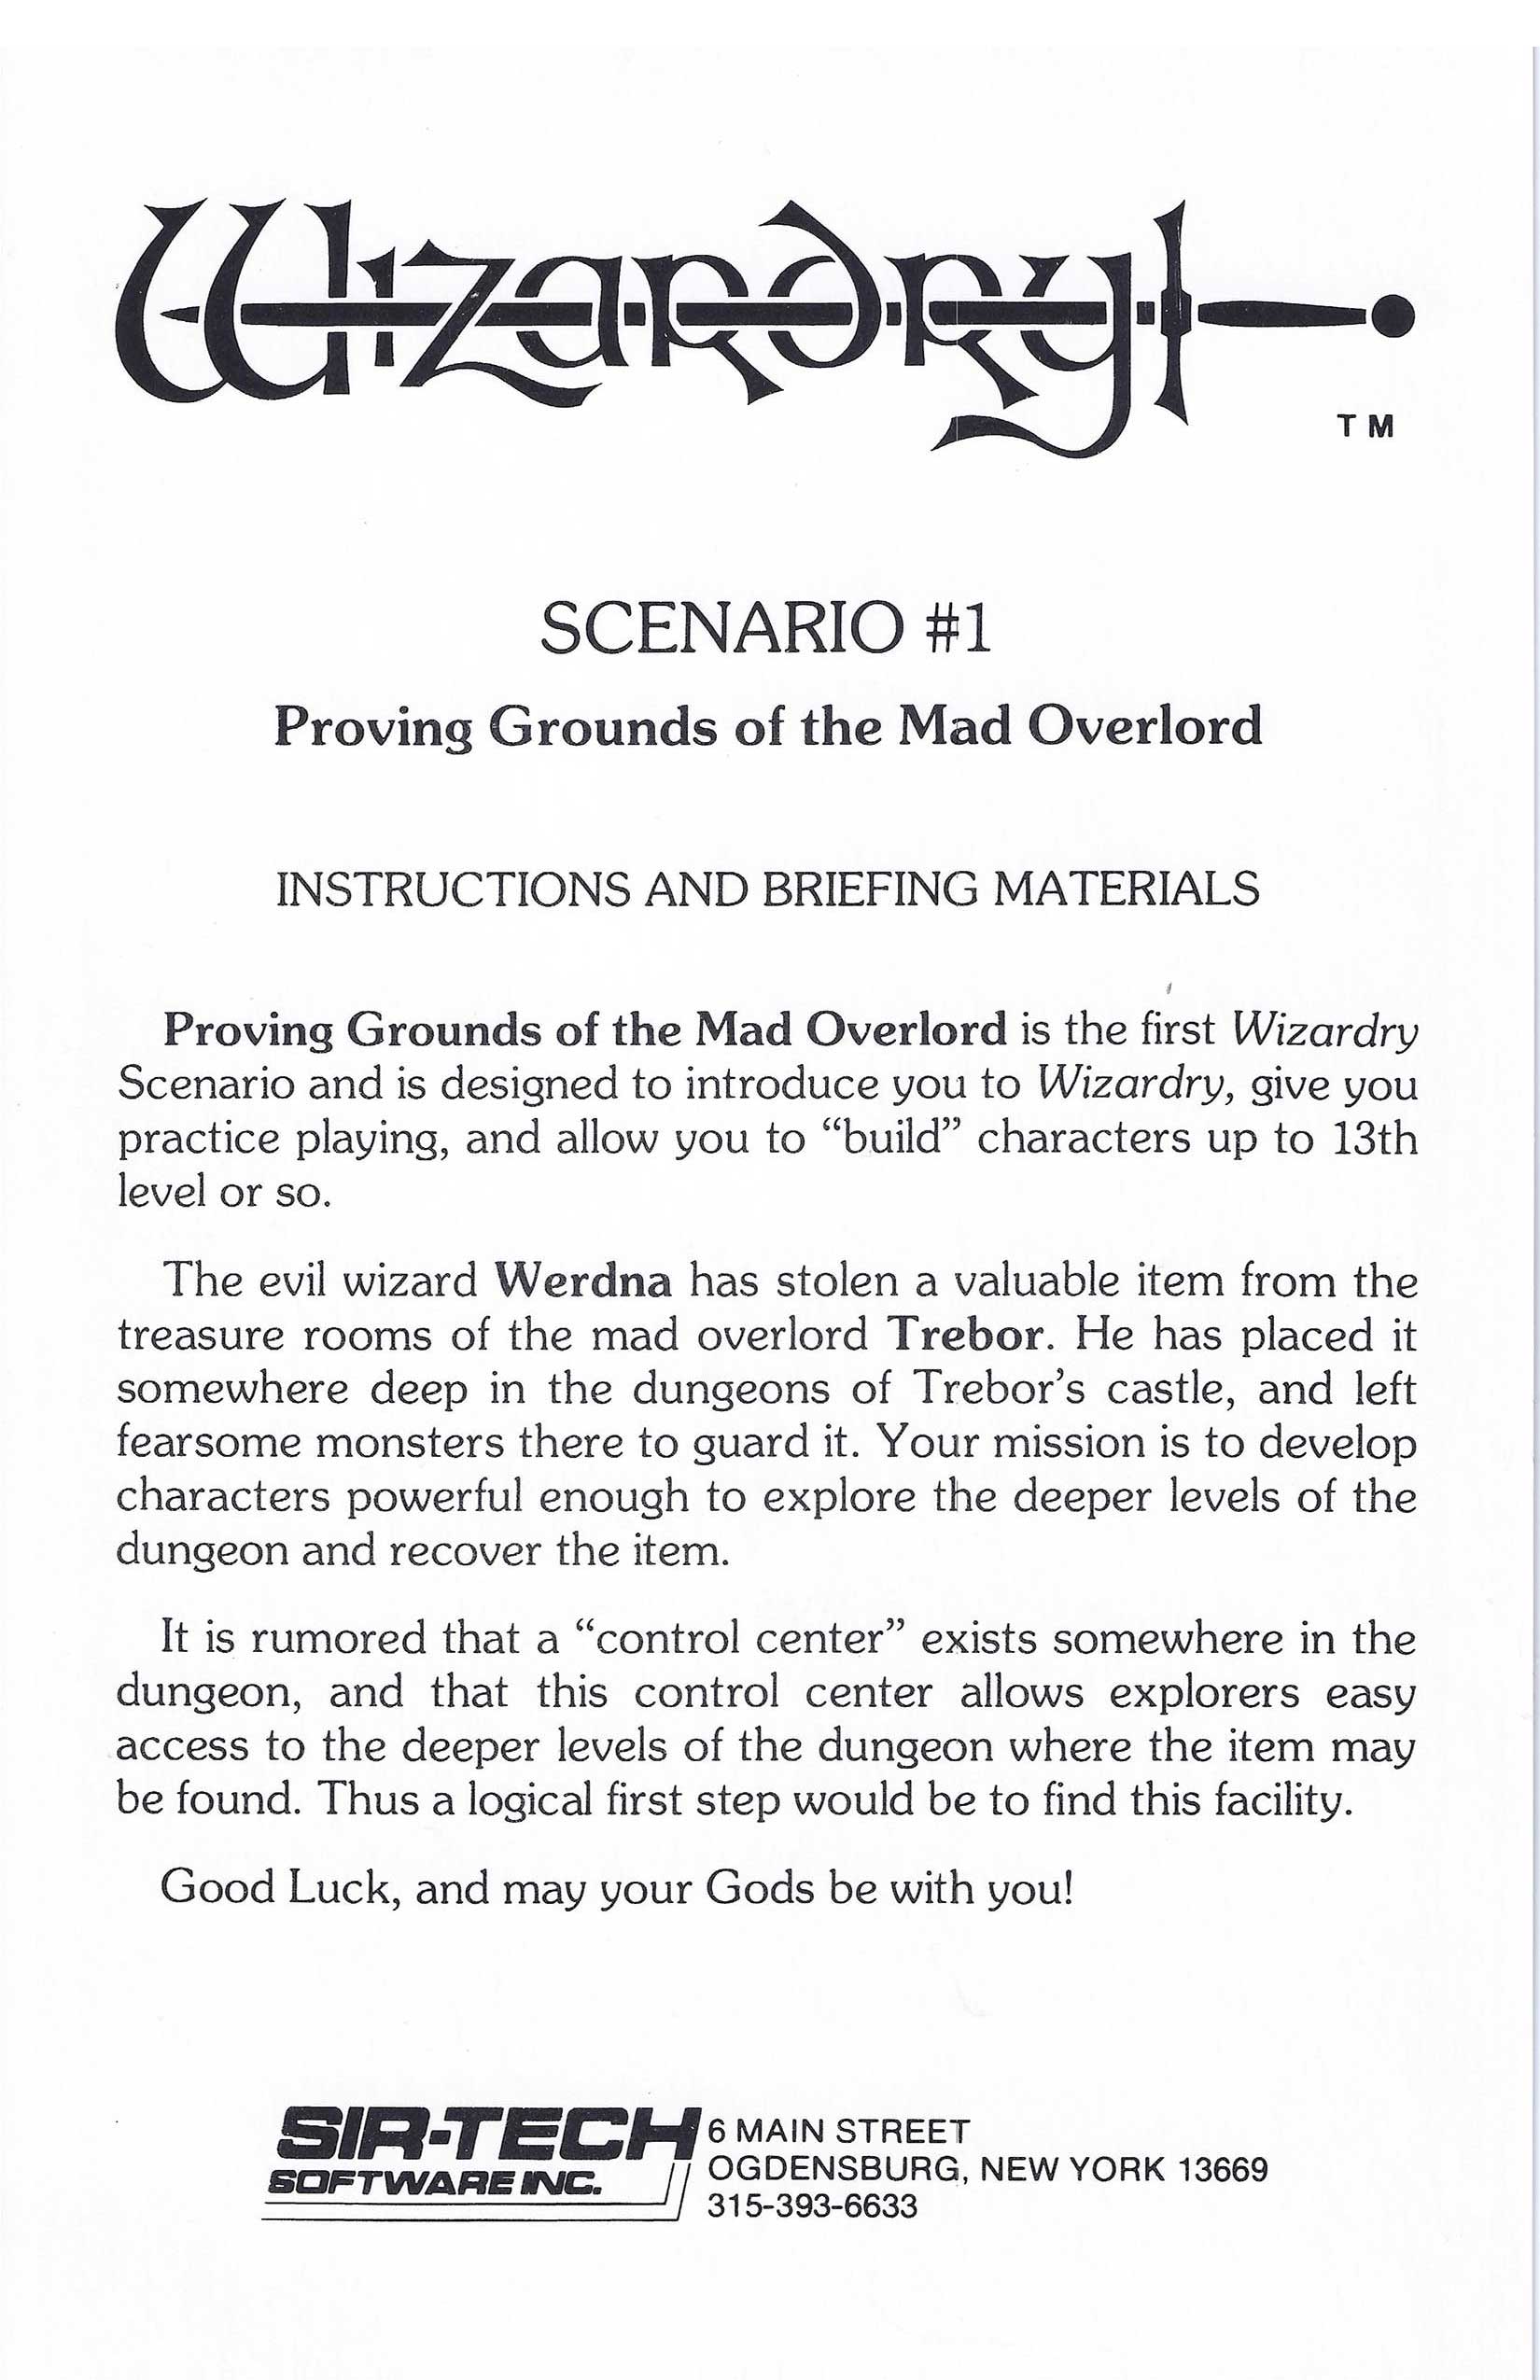 Wizardry
TM
SCENARIO #1
Proving Grounds of the Mad Overlord
INSTRUCTIONS AND BRIEFING MATERIALS
Proving Grounds of the Mad Overlord is the first Wizardry
Scenario and is designed to introduce you to Wizardry, give you
practice playing, and allow you to “build” characters up to 13th
level or so.
The evil wizard Werdna has stolen a valuable item from the
treasure rooms of the mad overlord Trebor. He has placed it
somewhere deep in the dungeons of Trebor’s castle, and left
fearsome monsters there to guard it. Your mission is to develop
characters powerful enough to explore the deeper levels of the
dungeon and recover the item.
It is rumored that a “control center” exists somewhere in the
dungeon, and that this control center allows explorers easy
access to the deeper levels of the dungeon where the item may
be found. Thus a logical first step would be to find this facility.
Good Luck, and may your Gods be with you!
SIR-TECH
SOFTWARE INC.
6 MAIN STREET
OGDENSBURG, NEW YORK 13669
315-393-6633